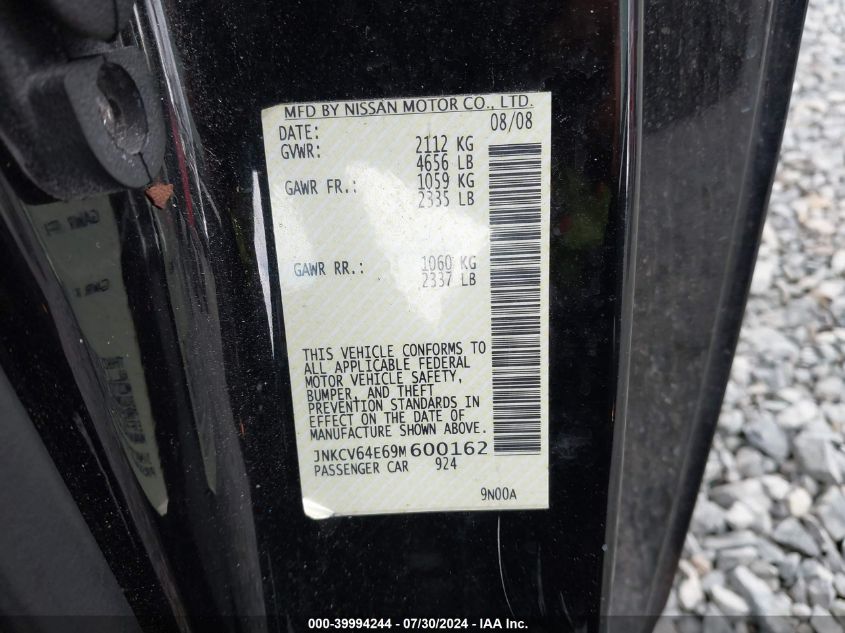 MFD BY NISSAN MOTOR CO., LTD.
DATE: 08/08
GVWR: 2112 KG
4656 LB
GAWR FR.: 1059 KG
2335 LB
GAWR RR.: 1060 KG
2337 LB
THIS VEHICLE CONFORMS TO
ALL APPLICABLE FEDERAL
MOTOR VEHICLE SAFETY,
BUMPER, AND THEFT
PREVENTION STANDARDS IN
EFFECT ON THE DATE OF
MANUFACTURE SHOWN ABOVE.
JNKCV64E69M600162
PASSENGER CAR 924
9N00A
000-39994244 - 07/30/2024 - IAA Inc.